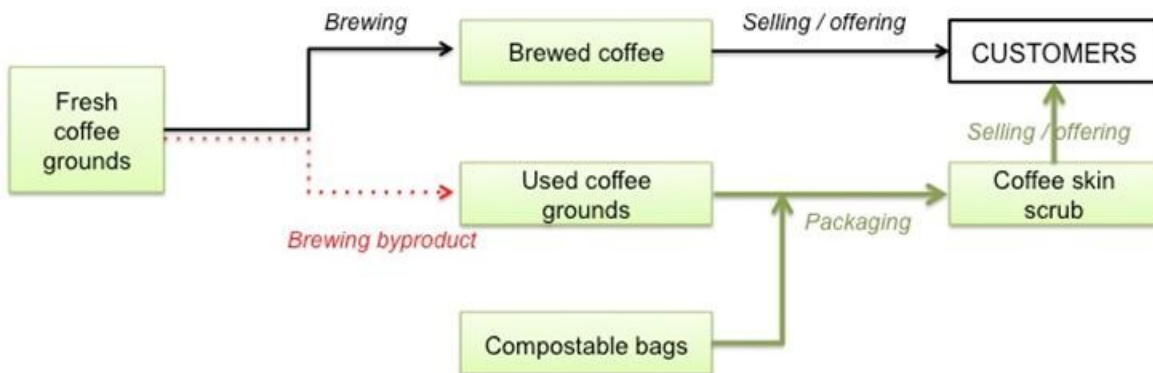 Brewing
Selling / offering
Brewed coffee
CUSTOMERS
Fresh
coffee
grounds
Selling / offering
Used coffee
grounds
Coffee skin
scrub
Packaging
Brewing byproduct
Compostable bags